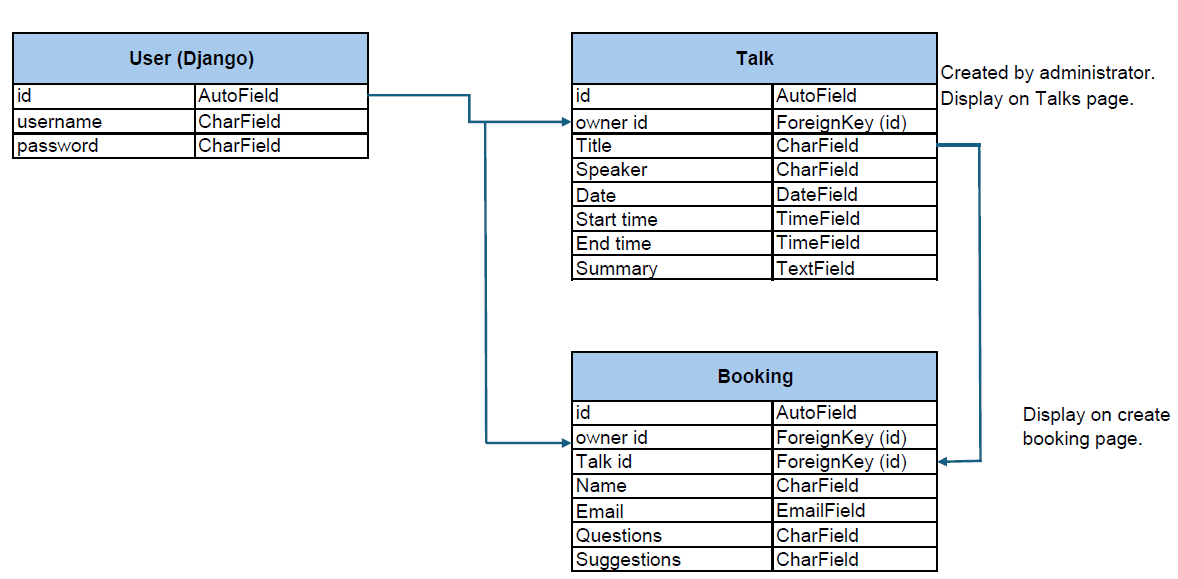 User (Django)
id AutoField
username CharField
password CharField
Talk
id AutoField
owner id ForeignKey (id)
Title CharField
Speaker CharField
Date DateField
Start time TimeField
End time TimeField
Summary TextField
Created by administrator.
Display on Talks page.
Booking
id AutoField
owner id ForeignKey (id)
Talk id ForeignKey (id)
Name CharField
Email EmailField
Questions CharField
Suggestions CharField
Display on create
booking page.